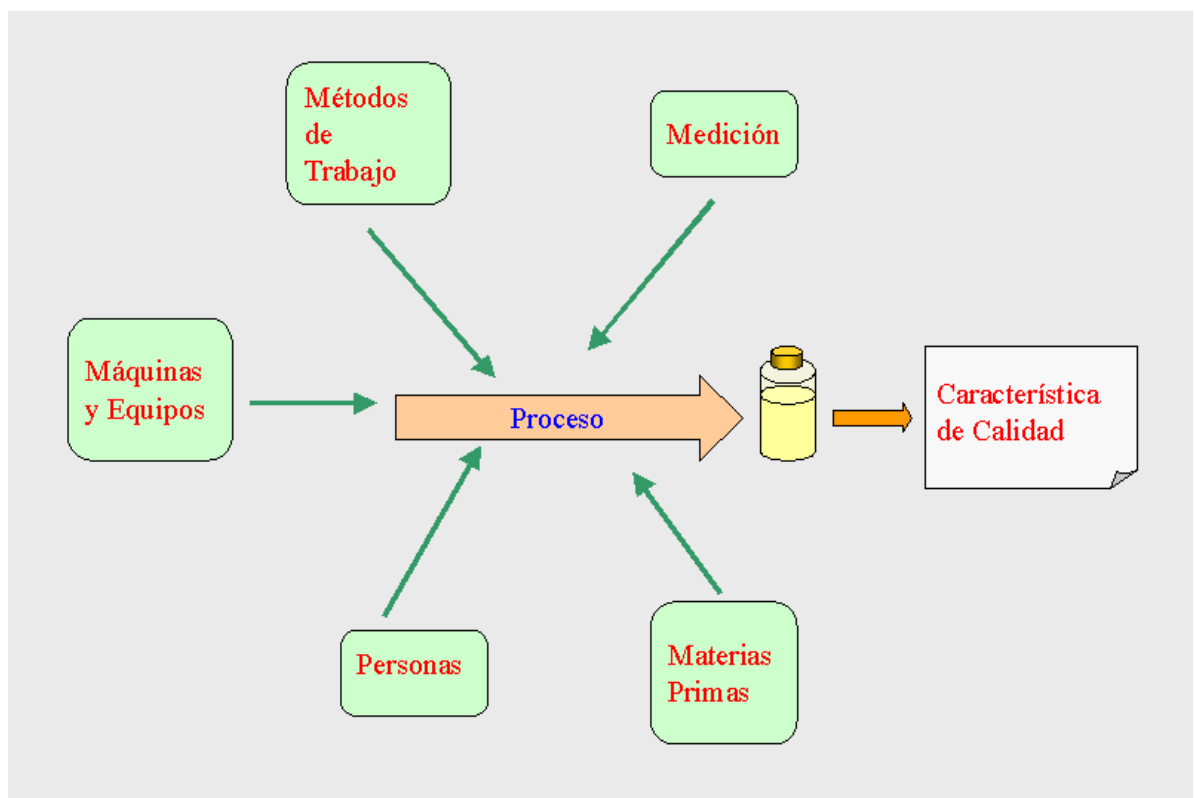 Métodos
de
Trabajo
Medición
Máquinas
y Equipos
Proceso
Característica
de Calidad
Personas
Materias
Primas